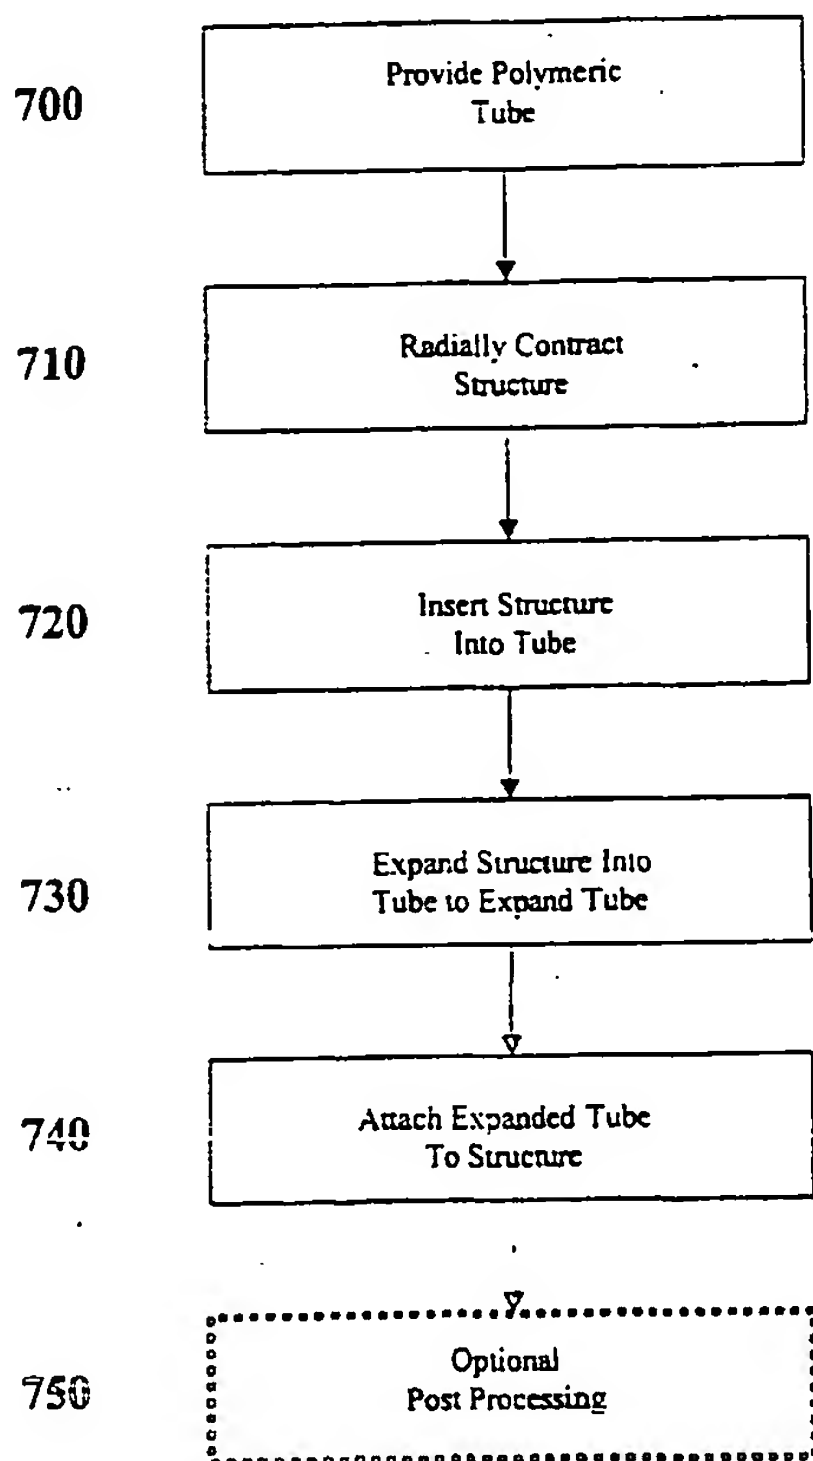 700
Provide Polymeric
Tube
710
Radially Contract
Structure
720
Insert Structure
Into Tube
730
Expand Structure Into
Tube to Expand Tube
740
Attach Expanded Tube
To Structure
750
Optional
Post Processing